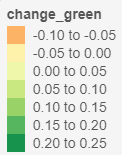 change_green
-0.10 to -0.05
-0.05 to 0.00
0.00 to 0.05
0.05 to 0.10
0.10 to 0.15
0.15 to 0.20
0.20 to 0.25